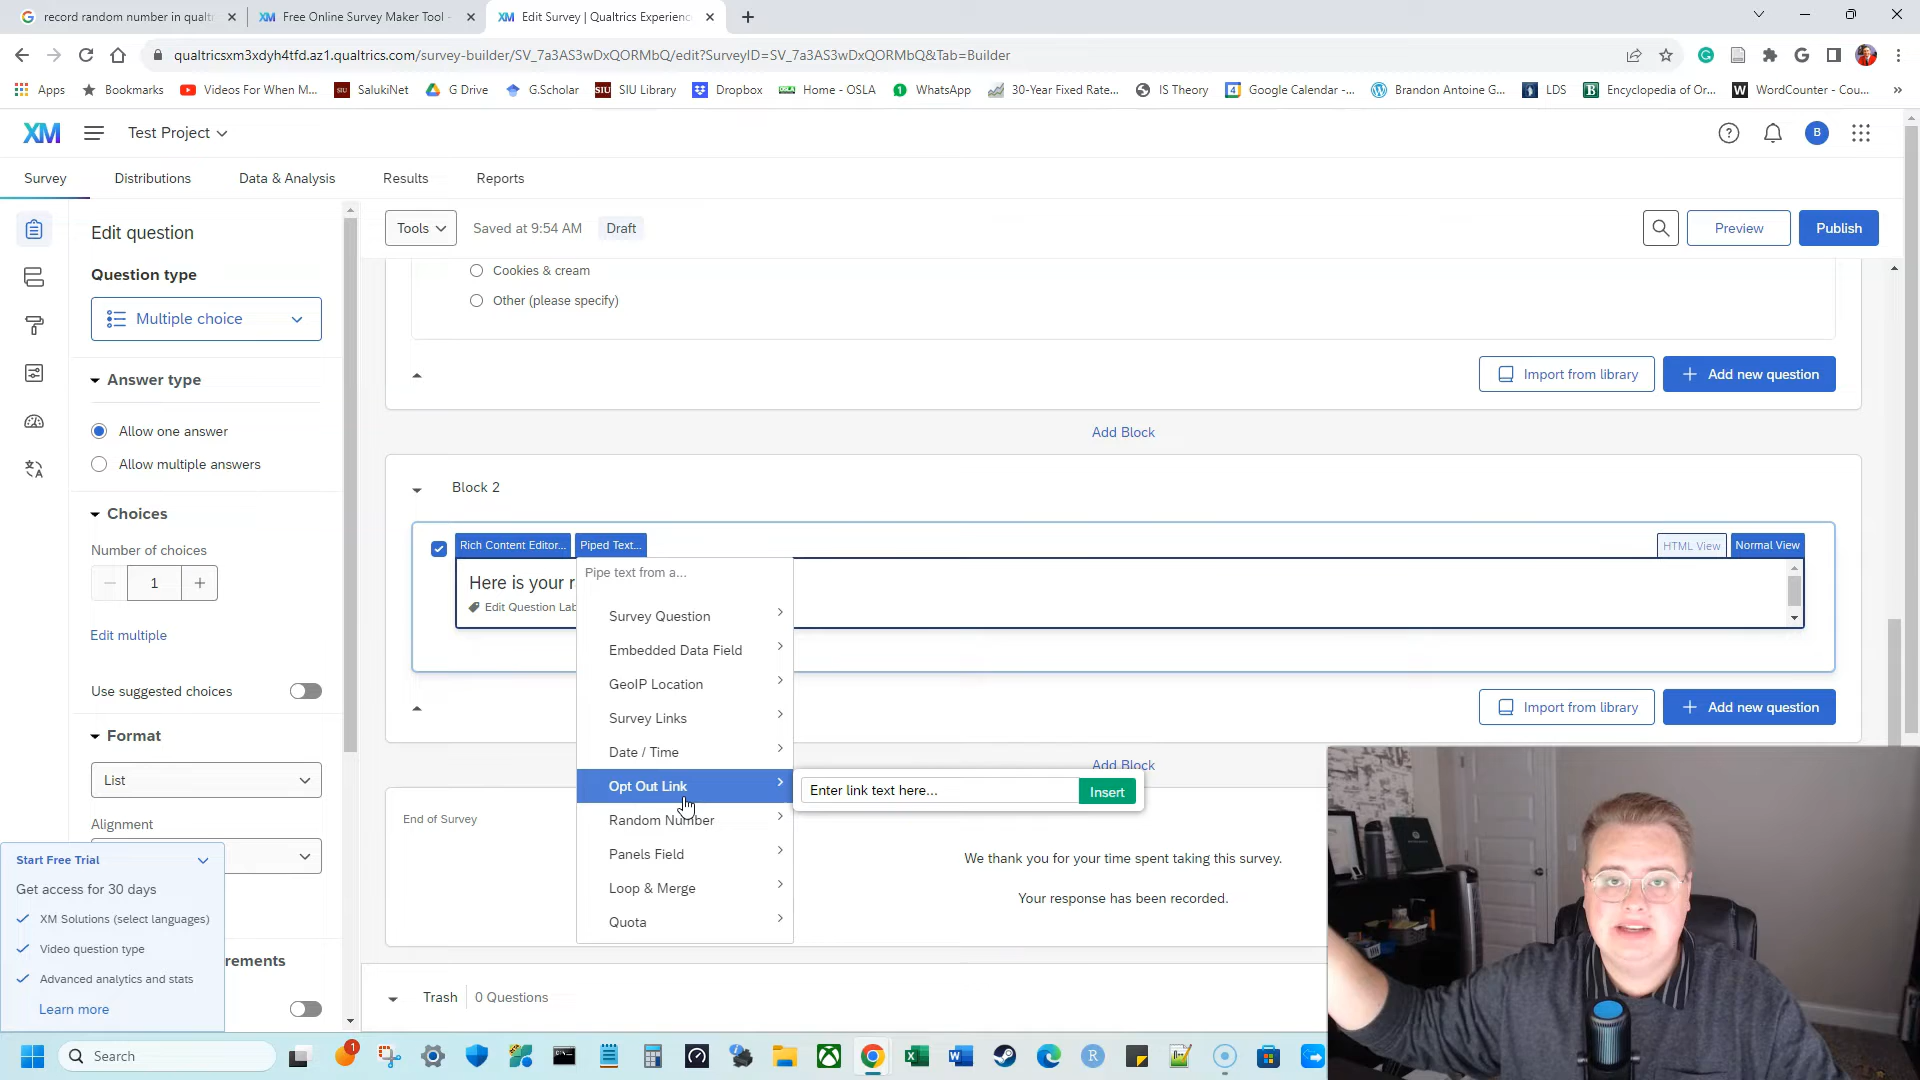 record random number in qualt
Free Online Survey Maker Tool -
XM Edit Survey | Qualtrics Experienc
qualtricsxm3xdyh4tfd.az1.qualtrics.com/survey-builder/SV_7a3AS3wDxQORMbQ/edit?SurveyID=SV_7a3AS3wDxQORMbQ&Tab=Builder
Apps
Bookmarks
Videos For When M...
SIU SalukiNet
G Drive
G.Scholar
SIU SIU Library
Dropbox
Home - OSLA
WhatsApp
30-Year Fixed Rate...
IS Theory
4 Google Calendar -...
Brandon Antoine G...
LDS
B Encyclopedia of Or...
W WordCounter - Cou...
XM
Test Project
B
Survey
Distributions
Data & Analysis
Results
Reports
Edit question
Question type
Multiple choice
Answer type
Allow one answer
Allow multiple answers
Choices
Number of choices
1
Edit multiple
Use suggested choices
Format
List
Alignment
rements
Start Free Trial
Get access for 30 days
XM Solutions (select languages)
Video question type
Advanced analytics and stats
Learn more
Tools
Saved at 9:54 AM
Draft
Preview
Publish
Cookies & cream
Other (please specify)
Import from library
Add new question
Add Block
Block 2
Rich Content Editor...
Piped Text...
HTML View
Normal View
Here is your r
Edit Question Lab
Pipe text from a...
Survey Question
Embedded Data Field
GeoIP Location
Survey Links
Date / Time
Opt Out Link
Random Number
Panels Field
Loop & Merge
Quota
Enter link text here...
Insert
Import from library
Add new question
Add Block
End of Survey
We thank you for your time spent taking this survey.
Your response has been recorded.
Trash
0 Questions
Search
1